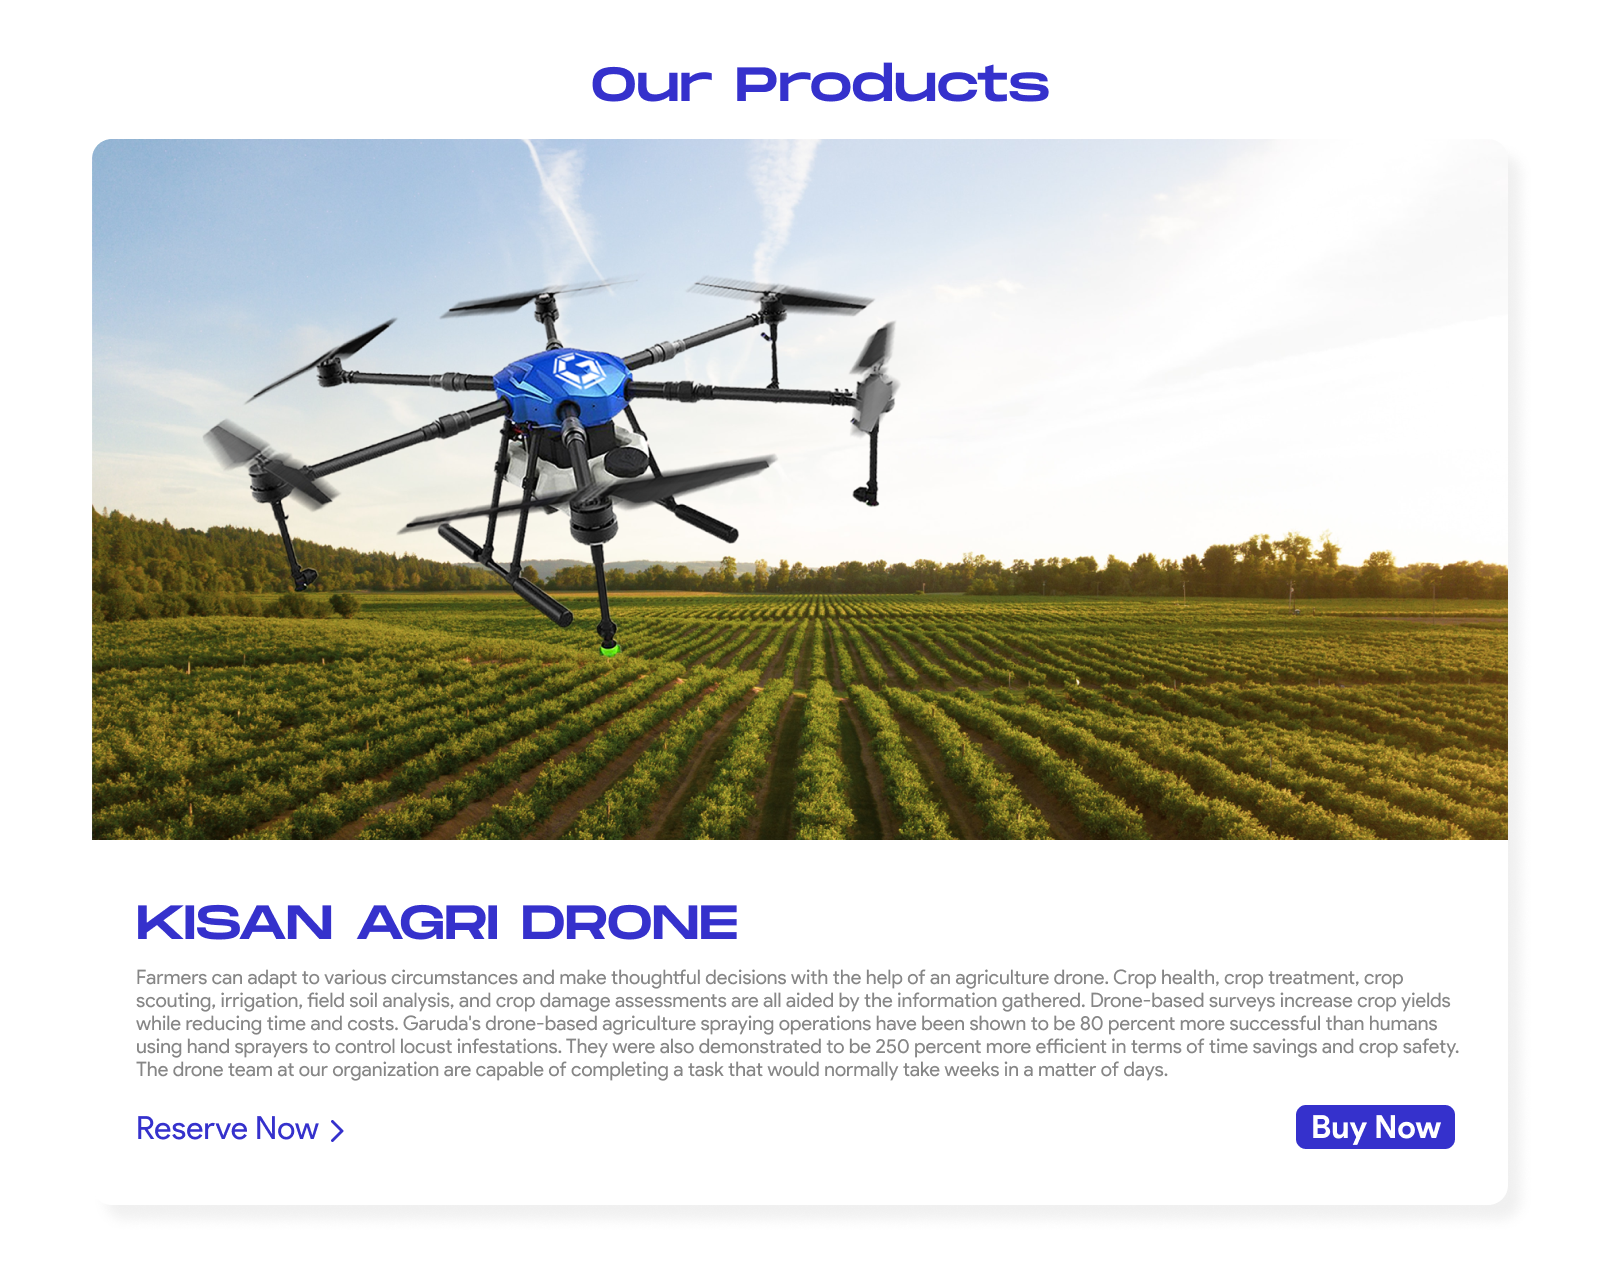 Our Products
KISAN AGRI DRONE
Farmers can adapt to various circumstances and make thoughtful decisions with the help of an agriculture drone. Crop health, crop treatment, crop
scouting, irrigation, field soil analysis, and crop damage assessments are all aided by the information gathered. Drone-based surveys increase crop yields
while reducing time and costs. Garuda's drone-based agriculture spraying operations have been shown to be 80 percent more successful than humans
using hand sprayers to control locust infestations. They were also demonstrated to be 250 percent more efficient in terms of time savings and crop safety.
The drone team at our organization are capable of completing a task that would normally take weeks in a matter of days.
Reserve Now >
Buy Now